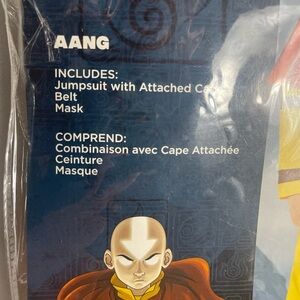 AANG
INCLUDES:
Jumpsuit with Attached
Belt
Mask
COMPREND:
Combinaison avec Cape Attachée
Ceinture
Masque